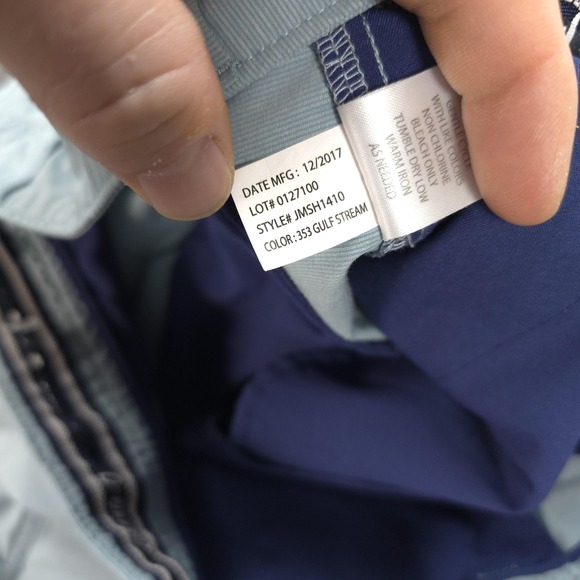 DATE MFG: 12/2017
LOT# 0127100
STYLE# JMSH1410
COLOR: 353 GULF STREAM
WITH LIKE COLORS
NON CHLORINE
BLEACH ONLY
TUMBLE DRY LOW
WARM IRON
AS NEEDED